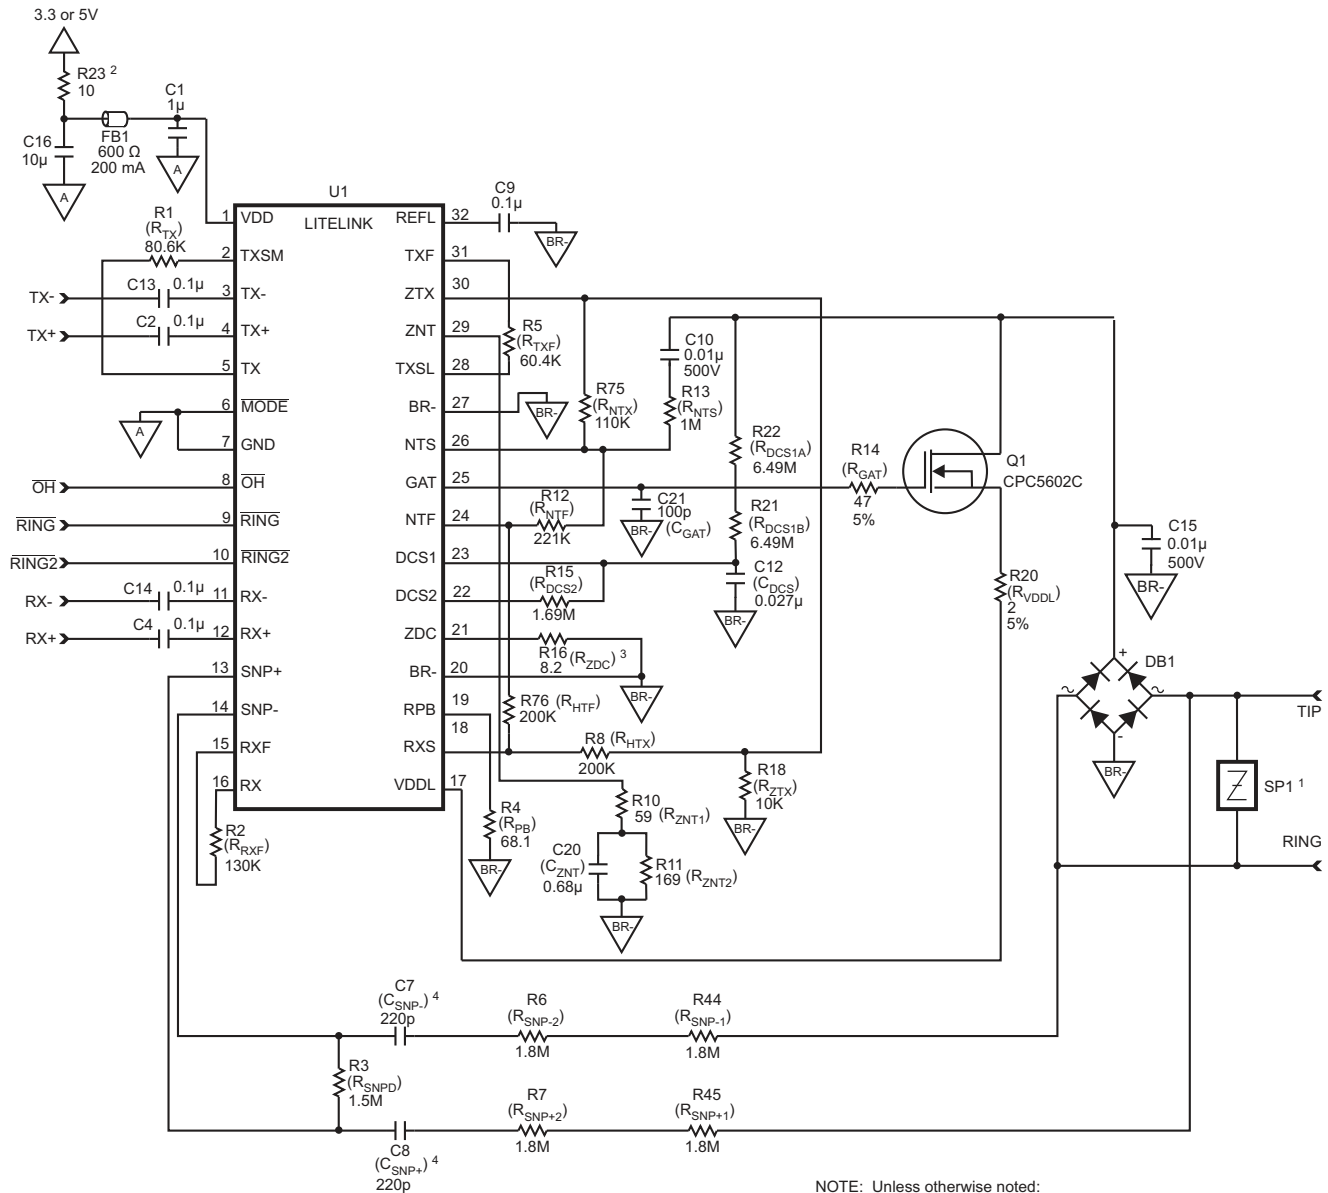 3.3 or 5V
R23 2
10
C1
1µ
C16
10µ
FB1
600 Ω
200 mA
A
A
U1
LITELINK
R1
(RTX)
80.6K
TX-
C13
0.1µ
TX+
C2
0.1µ
A
OH
RING
RING2
RX-
C14
0.1µ
RX+
C4
0.1µ
1 VDD
2 TXSM
3 TX-
4 TX+
5 TX
6 MODE
7 GND
8 OH
9 RING
10 RING2
11 RX-
12 RX+
13 SNP+
14 SNP-
15 RXF
16 RX
REFL 32
TXF 31
ZTX 30
ZNT 29
TXSL 28
BR- 27
NTS 26
GAT 25
NTF 24
DCS1 23
DCS2 22
ZDC 21
BR- 20
RPB 19
RXS 18
VDDL 17
R2
(RRXF)
130K
C9
0.1µ
BR-
R5
(RTXF)
60.4K
BR-
R75
(RNTX)
110K
C10
0.01µ
500V
R13
(RNTS)
1M
R22
(RDCS1A)
6.49M
R14
(RGAT)
47
5%
Q1
CPC5602C
R12
(RNTF)
221K
C21
100p
(CGAT)
BR-
R21
(RDCS1B)
6.49M
C15
0.01µ
500V
BR-
R15
(RDCS2)
1.69M
C12
(CDCS)
0.027µ
BR-
R20
(RVDDL)
2
5%
R16 (RZDC) 3
8.2
BR-
R76 (RHTF)
200K
R8 (RHTX)
200K
R18
(RZTX)
10K
BR-
DB1
+
~
~
-
BR-
TIP
SP1 1
RING
R4
(RPB)
68.1
BR-
R10
59 (RZNT1)
C20
(CZNT)
0.68µ
R11
169 (RZNT2)
BR-
C7
(CSNP-) 4
220p
R6
(RSNP-2)
1.8M
R44
(RSNP-1)
1.8M
R3
(RSNPD)
1.5M
C8
(CSNP+) 4
220p
R7
(RSNP+2)
1.8M
R45
(RSNP+1)
1.8M
NOTE: Unless otherwise noted: